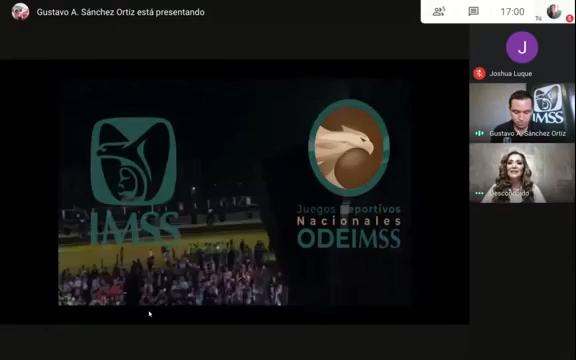 Gustavo A. Sánchez Ortiz está presentando
17:00
Tú
J
Joshua Luque
IMSS
Gustavo A. Sánchez Ortiz
Desconocido
IMSS
Juegos Deportivos
Nacionales
ODEIMSS